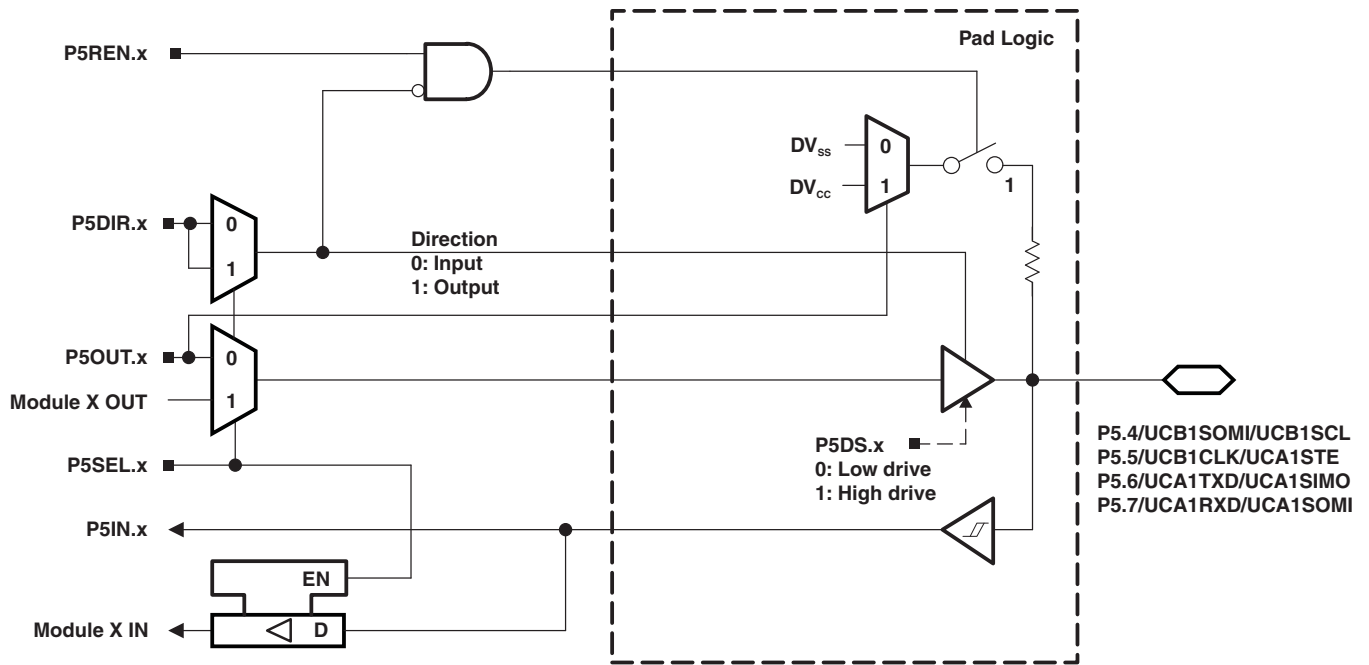 Pad Logic
P5REN.x
DVss
0
DVcc
1
1
P5DIR.x
0
1
Direction
0: Input
1: Output
P5OUT.x
0
Module X OUT
1
P5DS.x
0: Low drive
1: High drive
P5SEL.x
P5.4/UCB1SOMI/UCB1SCL
P5.5/UCB1CLK/UCA1STE
P5.6/UCA1TXD/UCA1SIMO
P5.7/UCA1RXD/UCA1SOMI
P5IN.x
EN
Module X IN
D